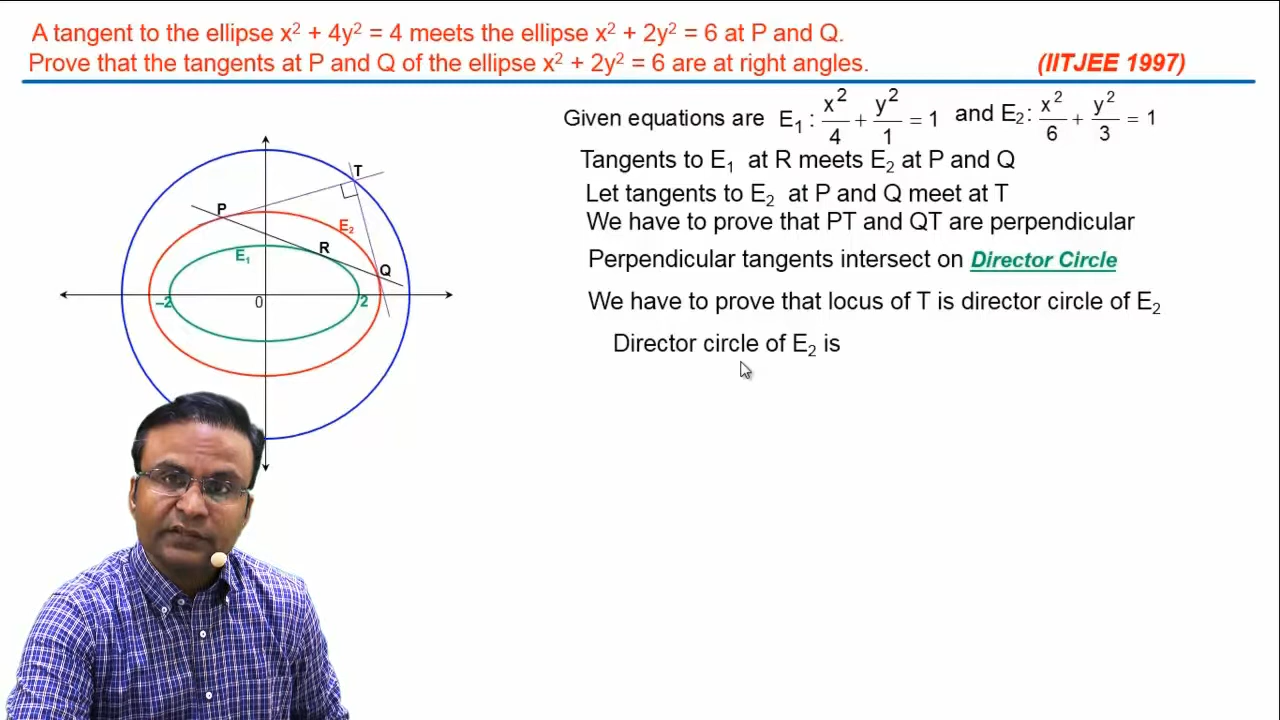 A tangent to the ellipse x² + 4y² = 4 meets the ellipse x² + 2y² = 6 at P and Q.
Prove that the tangents at P and Q of the ellipse x² + 2y² = 6 are at right angles. (IITJEE 1997)
Given equations are E₁ : x²/4 + y²/1 = 1 and E₂: x²/6 + y²/3 = 1
Tangents to E₁ at R meets E₂ at P and Q
Let tangents to E₂ at P and Q meet at T
We have to prove that PT and QT are perpendicular
Perpendicular tangents intersect on Director Circle
We have to prove that locus of T is director circle of E₂
Director circle of E₂ is
T
P
E₂
R
E₁
Q
–2
0
2